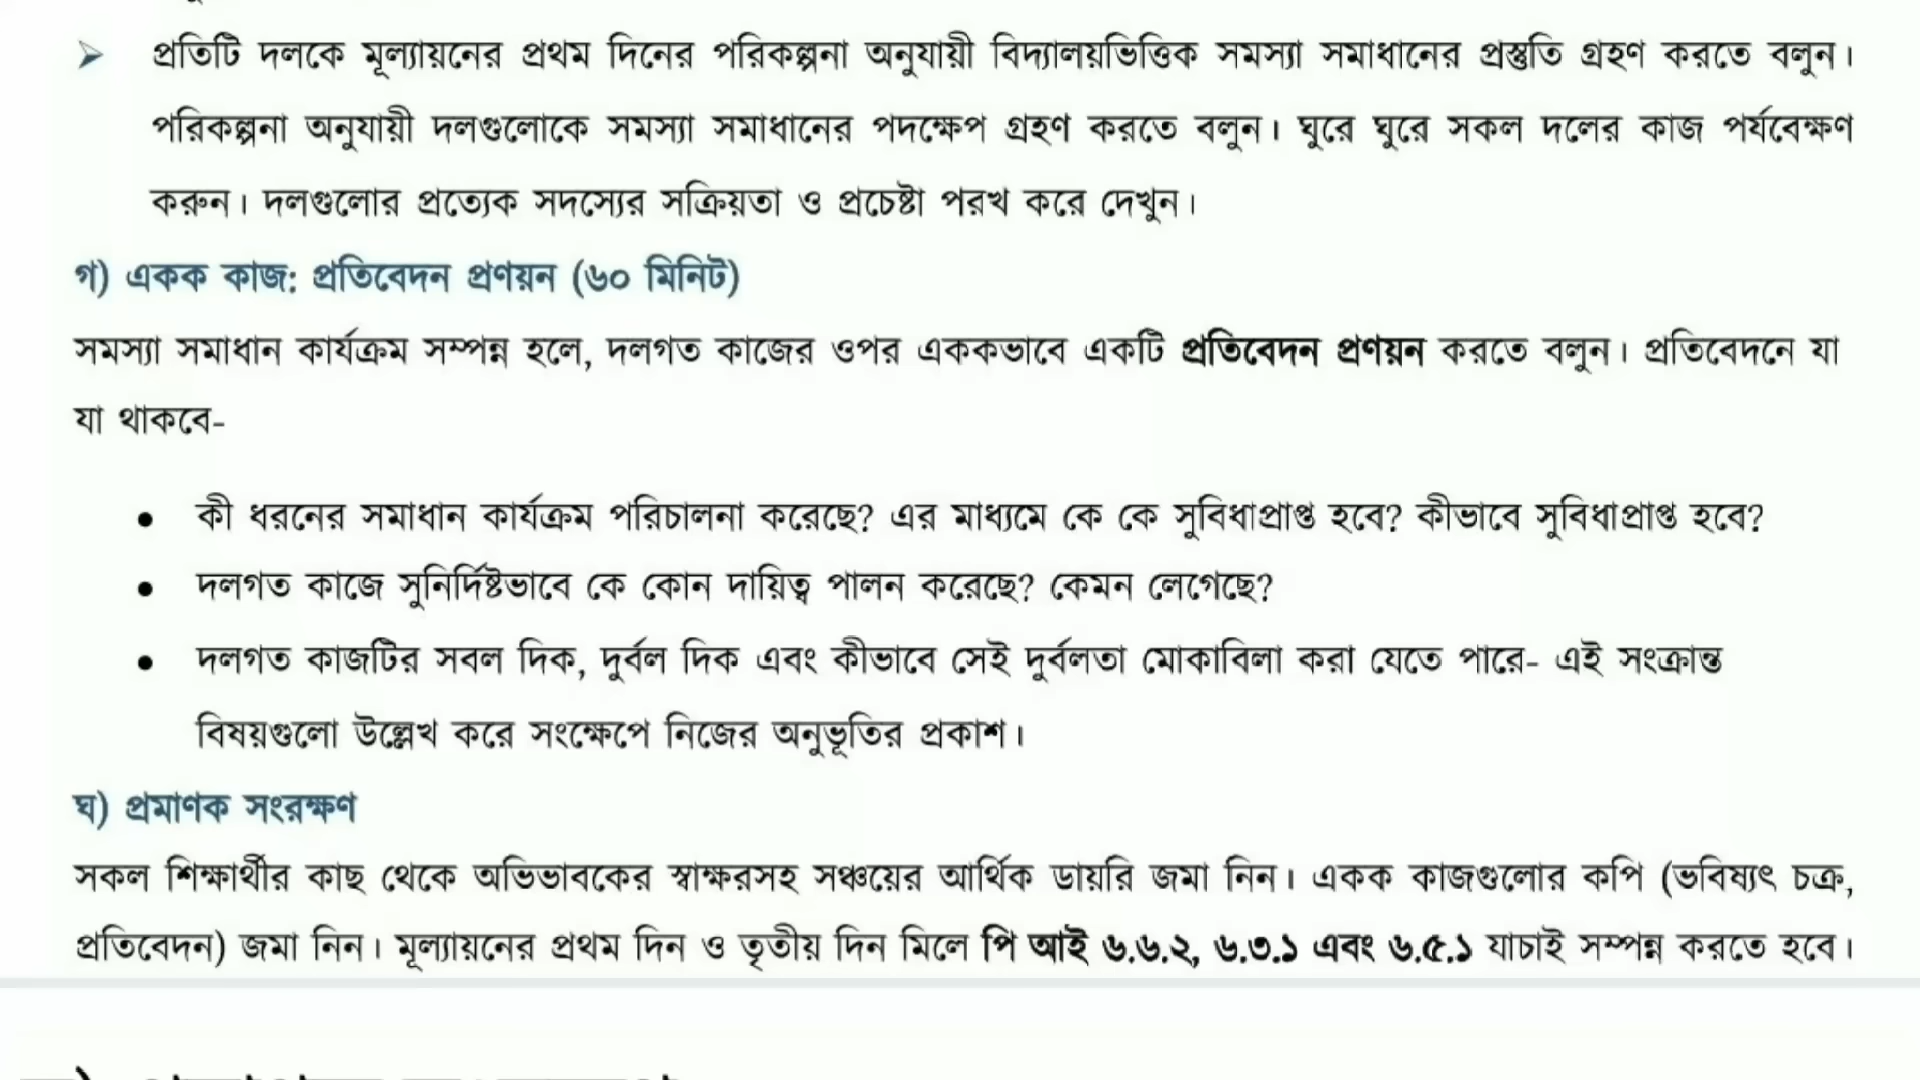 ➢ প্রতিটি দলকে মূল্যায়নের প্রথম দিনের পরিকল্পনা অনুযায়ী বিদ্যালয়ভিত্তিক সমস্যা সমাধানের প্রস্তুতি গ্রহণ করতে বলুন।
পরিকল্পনা অনুযায়ী দলগুলোকে সমস্যা সমাধানের পদক্ষেপ গ্রহণ করতে বলুন। ঘুরে ঘুরে সকল দলের কাজ পর্যবেক্ষণ
করুন। দলগুলোর প্রত্যেক সদস্যের সক্রিয়তা ও প্রচেষ্টা পরখ করে দেখুন।
গ) একক কাজ: প্রতিবেদন প্রণয়ন (৬০ মিনিট)
সমস্যা সমাধান কার্যক্রম সম্পন্ন হলে, দলগত কাজের ওপর এককভাবে একটি প্রতিবেদন প্রণয়ন করতে বলুন। প্রতিবেদনে যা
যা থাকবে-
• কী ধরনের সমাধান কার্যক্রম পরিচালনা করেছে? এর মাধ্যমে কে কে সুবিধাপ্রাপ্ত হবে? কীভাবে সুবিধাপ্রাপ্ত হবে?
• দলগত কাজে সুনির্দিষ্টভাবে কে কোন দায়িত্ব পালন করেছে? কেমন লেগেছে?
• দলগত কাজটির সবল দিক, দুর্বল দিক এবং কীভাবে সেই দুর্বলতা মোকাবিলা করা যেতে পারে- এই সংক্রান্ত
বিষয়গুলো উল্লেখ করে সংক্ষেপে নিজের অনুভূতির প্রকাশ।
ঘ) প্রমাণক সংরক্ষণ
সকল শিক্ষার্থীর কাছ থেকে অভিভাবকের স্বাক্ষরসহ সঞ্চয়ের আর্থিক ডায়রি জমা নিন। একক কাজগুলোর কপি (ভবিষ্যৎ চক্র,
প্রতিবেদন) জমা নিন। মূল্যায়নের প্রথম দিন ও তৃতীয় দিন মিলে পি আই ৬.৬.২, ৬.৩.১ এবং ৬.৫.১ যাচাই সম্পন্ন করতে হবে।